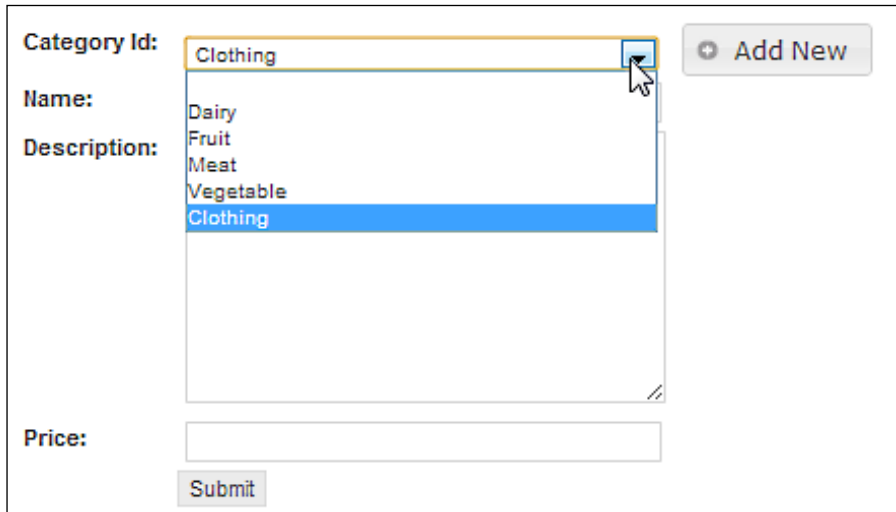 Category Id:
Clothing
Add New
Name:
Dairy
Description:
Fruit
Meat
Vegetable
Clothing
Price:
Submit